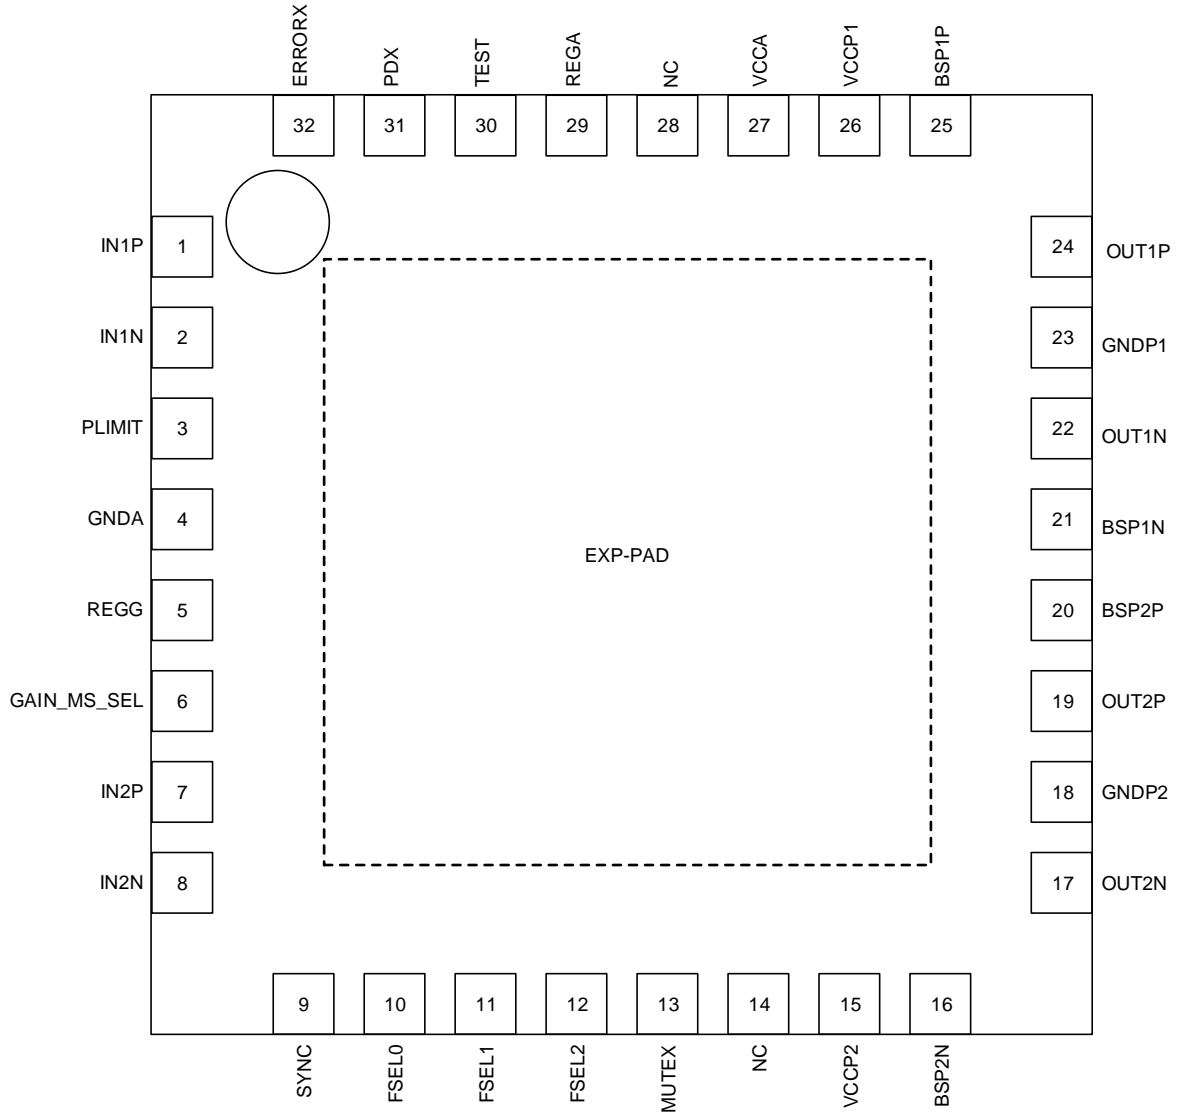 ERRORX
PDX
TEST
REGA
NC
VCCA
VCCP1
BSP1P
32
31
30
29
28
27
26
25
IN1P
1
24
OUT1P
IN1N
2
23
GNDP1
PLIMIT
3
22
OUT1N
GNDA
4
21
BSP1N
EXP-PAD
REGG
5
20
BSP2P
GAIN_MS_SEL
6
19
OUT2P
IN2P
7
18
GNDP2
IN2N
8
17
OUT2N
9
10
11
12
13
14
15
16
SYNC
FSEL0
FSEL1
FSEL2
MUTEX
NC
VCCP2
BSP2N